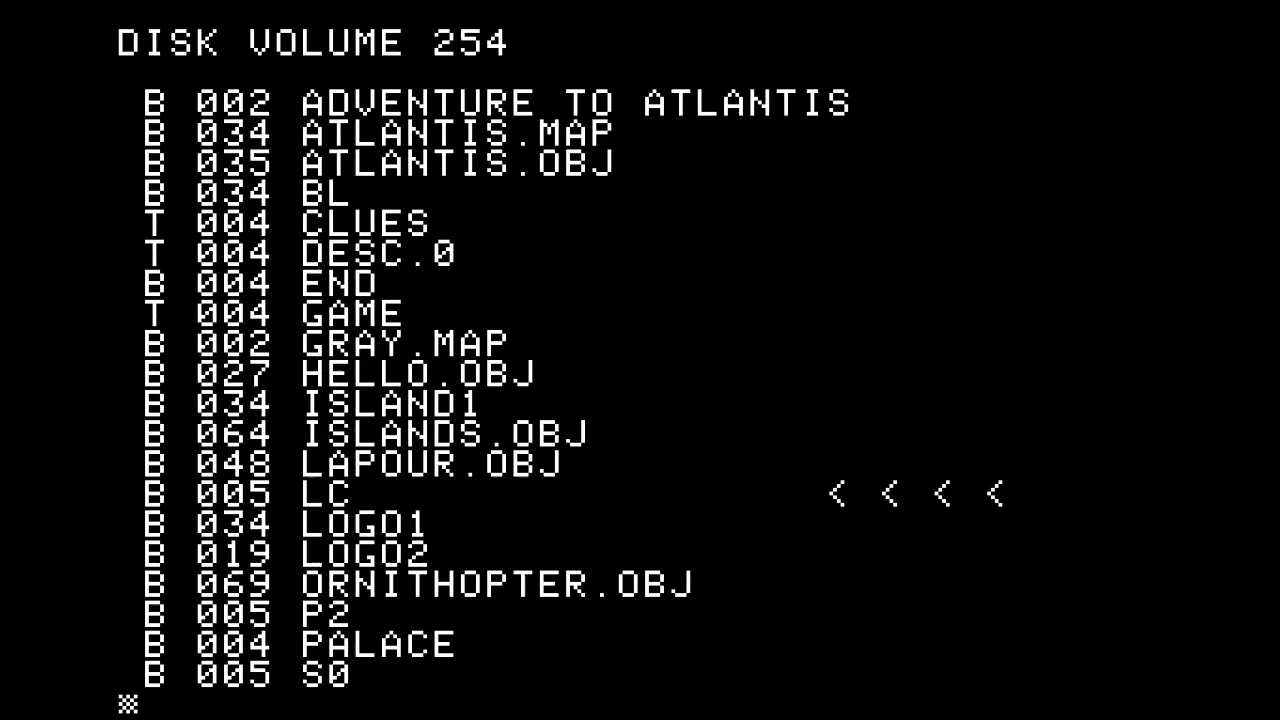 DISK VOLUME 254
B 002 ADVENTURE TO ATLANTIS
B 034 ATLANTIS.MAP
B 035 ATLANTIS.OBJ
B 034 BL
T 004 CLUES
T 004 DESC.0
B 004 END
T 004 GAME
B 002 GRAY.MAP
B 027 HELLO.OBJ
B 034 ISLAND1
B 064 ISLANDS.OBJ
B 048 LAPOUR.OBJ
B 005 LC < < < <
B 034 LOGO1
B 019 LOGO2
B 069 ORNITHOPTER.OBJ
B 005 P2
B 004 PALACE
B 005 S0